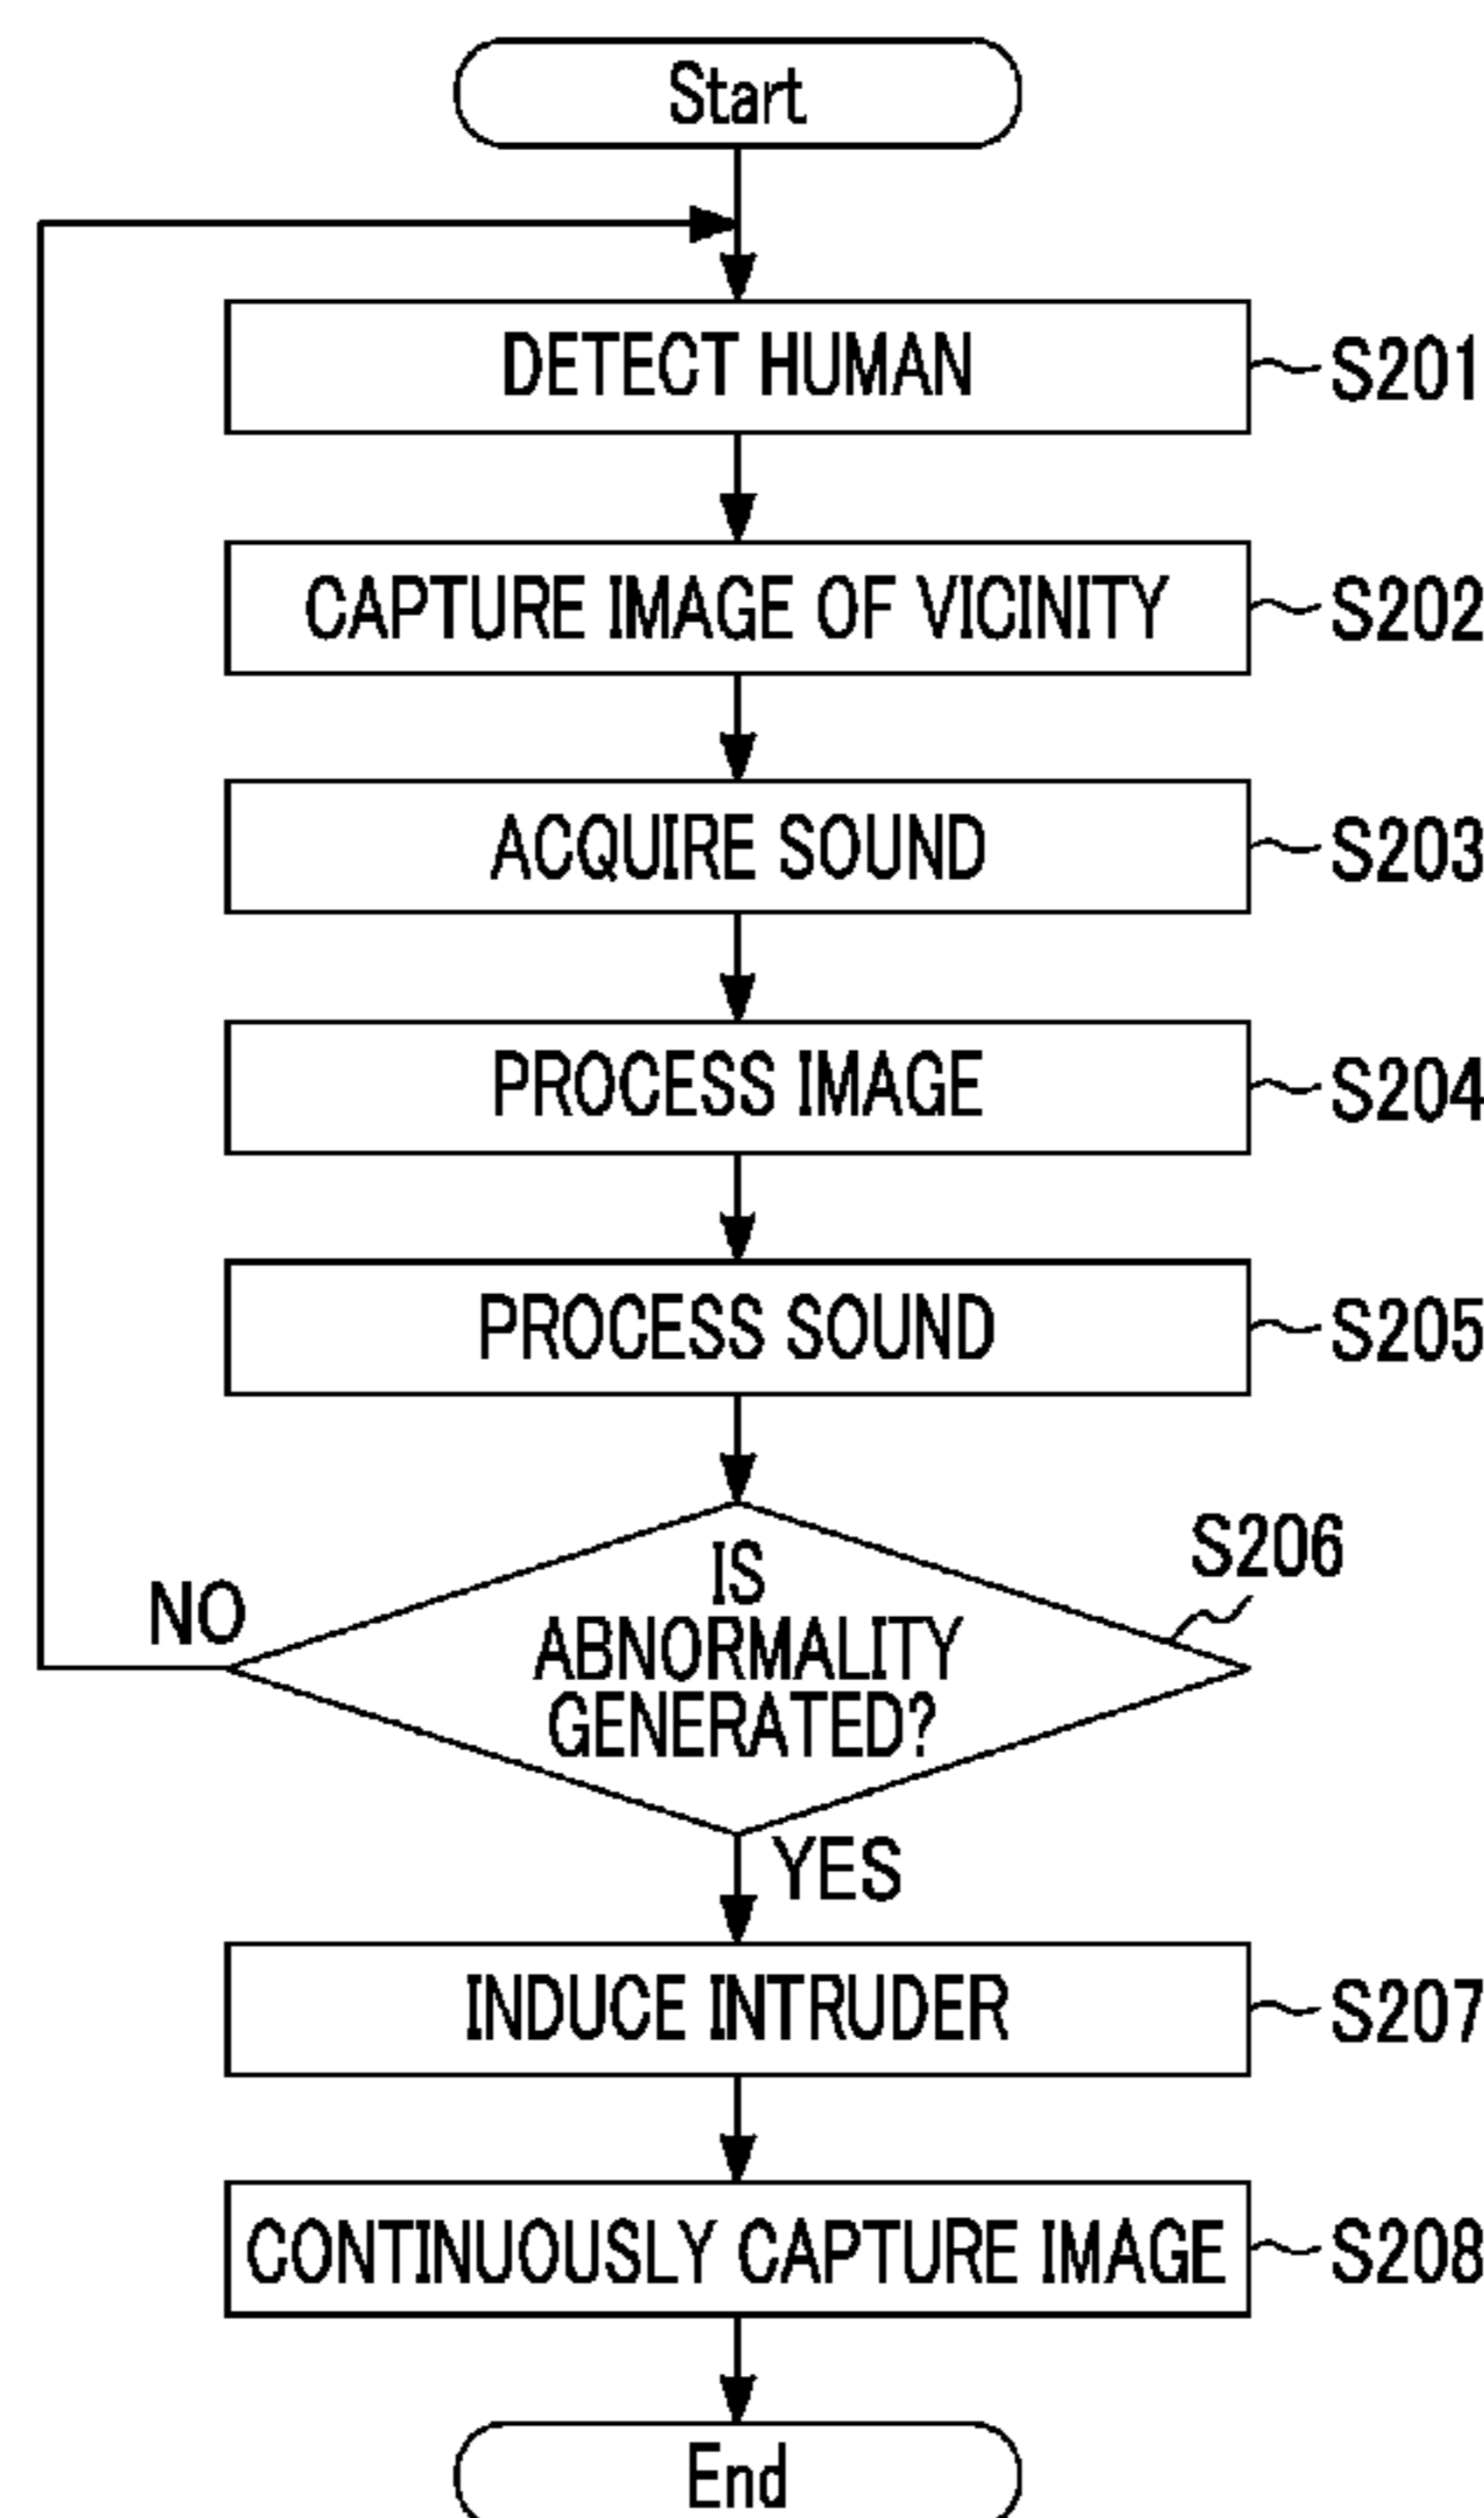 Start
DETECT HUMAN
S201
CAPTURE IMAGE OF VICINITY
S202
ACQUIRE SOUND
S203
PROCESS IMAGE
S204
PROCESS SOUND
S205
S206
IS
ABNORMALITY
GENERATED?
NO
YES
INDUCE INTRUDER
S207
CONTINUOUSLY CAPTURE IMAGE
S208
End